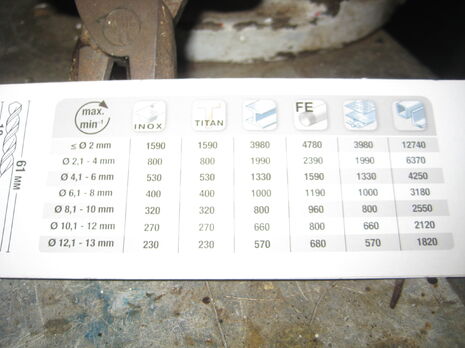 max.
min⁻¹
INOX TITAN FE
≤ Ø 2 mm 1590 1590 3980 4780 3980 12740
Ø 2,1 - 4 mm 800 800 1990 2390 1990 6370
Ø 4,1 - 6 mm 530 530 1330 1590 1330 4250
Ø 6,1 - 8 mm 400 400 1000 1190 1000 3180
Ø 8,1 - 10 mm 320 320 800 960 800 2550
Ø 10,1 - 12 mm 270 270 660 800 660 2120
Ø 12,1 - 13 mm 230 230 570 680 570 1820
61 MM